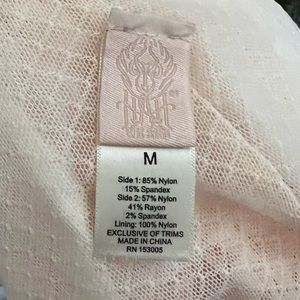 M
Side 1: 85% Nylon
15% Spandex
Side 2: 57% Nylon
41% Rayon
2% Spandex
Lining: 100% Nylon
EXCLUSIVE OF TRIMS
MADE IN CHINA
RN 153005